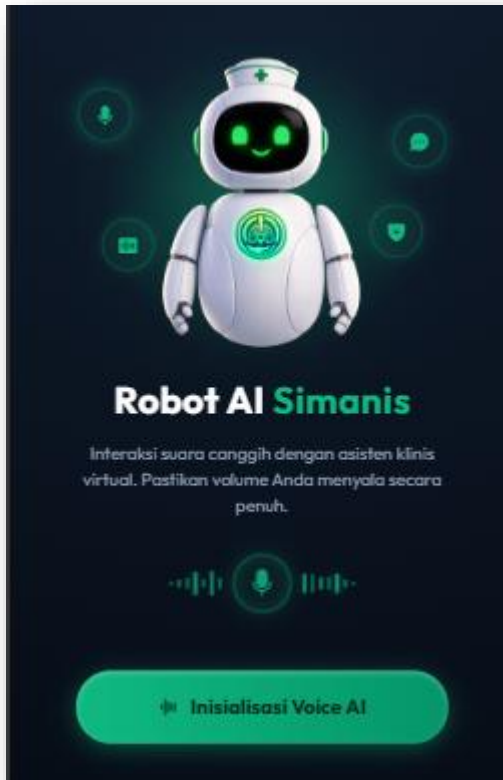 Robot AI Simanis
Interaksi suara canggih dengan asisten klinis
virtual. Pastikan volume Anda menyala secara
penuh.
Inisialisasi Voice AI